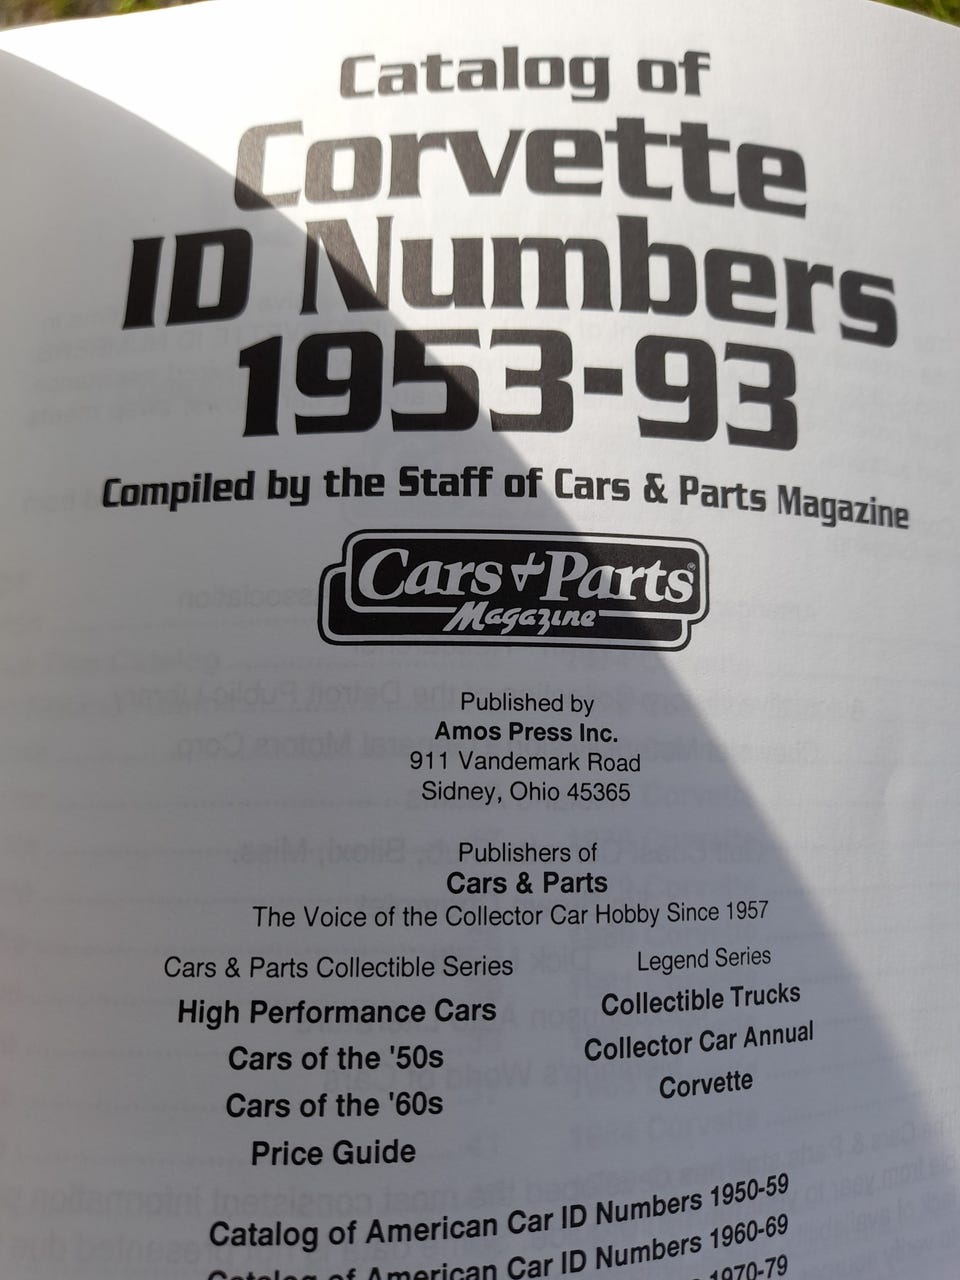 Catalog of
Corvette
ID Numbers
1953-93
Compiled by the Staff of Cars & Parts Magazine
Cars & Parts®
Magazine
Published by
Amos Press Inc.
911 Vandemark Road
Sidney, Ohio 45365
Publishers of
Cars & Parts
The Voice of the Collector Car Hobby Since 1957
Cars & Parts Collectible Series
High Performance Cars
Cars of the '50s
Cars of the '60s
Price Guide
Legend Series
Collectible Trucks
Collector Car Annual
Corvette
Catalog of American Car ID Numbers 1950-59
Catalog of American Car ID Numbers 1960-69
1970-79